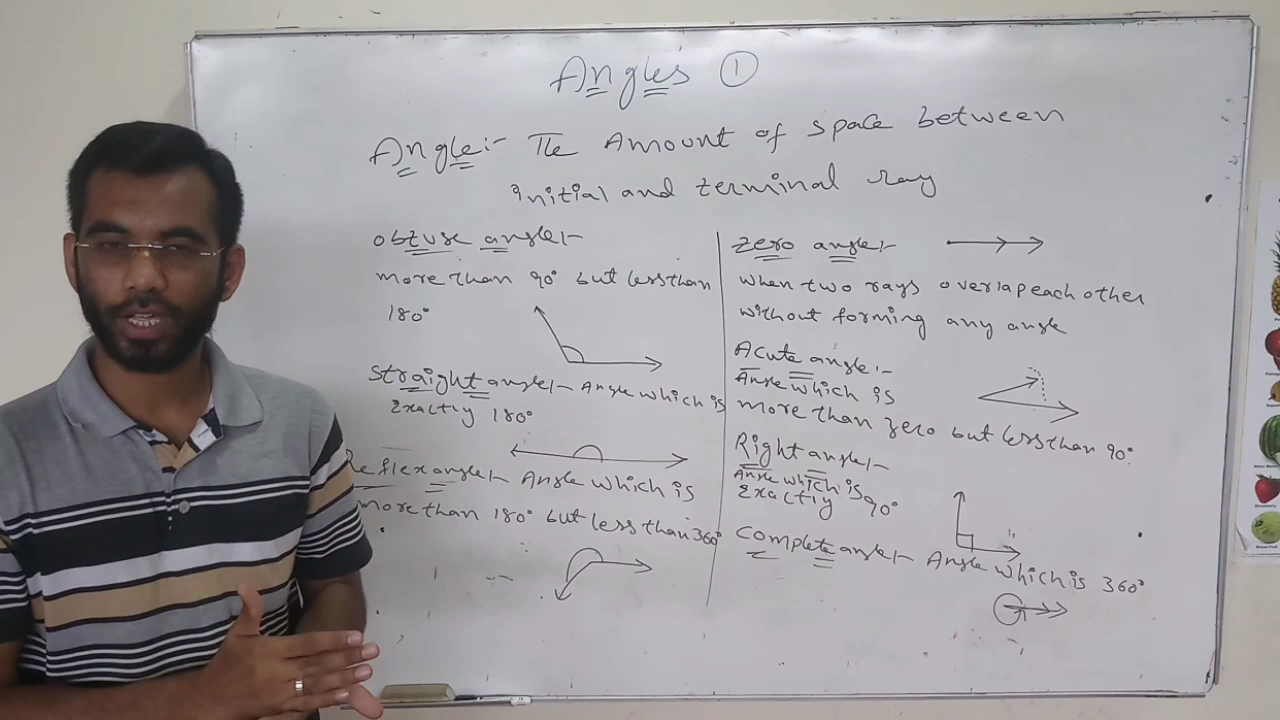 Angles ①
Angle:- The Amount of space between
initial and terminal ray
obtuse angle:-
more than 90° but less than
180°
straight angle:- Angle which is
Exactly 180°
Reflex angle:- Angle which is
more than 180° but less than 360°
zero angle:-
when two rays overlap each other
without forming any angle
Acute angle:-
Angle which is
more than zero but less than 90°
Right angle:-
Angle which is
Exactly 90°
complete angle:- Angle which is 360°